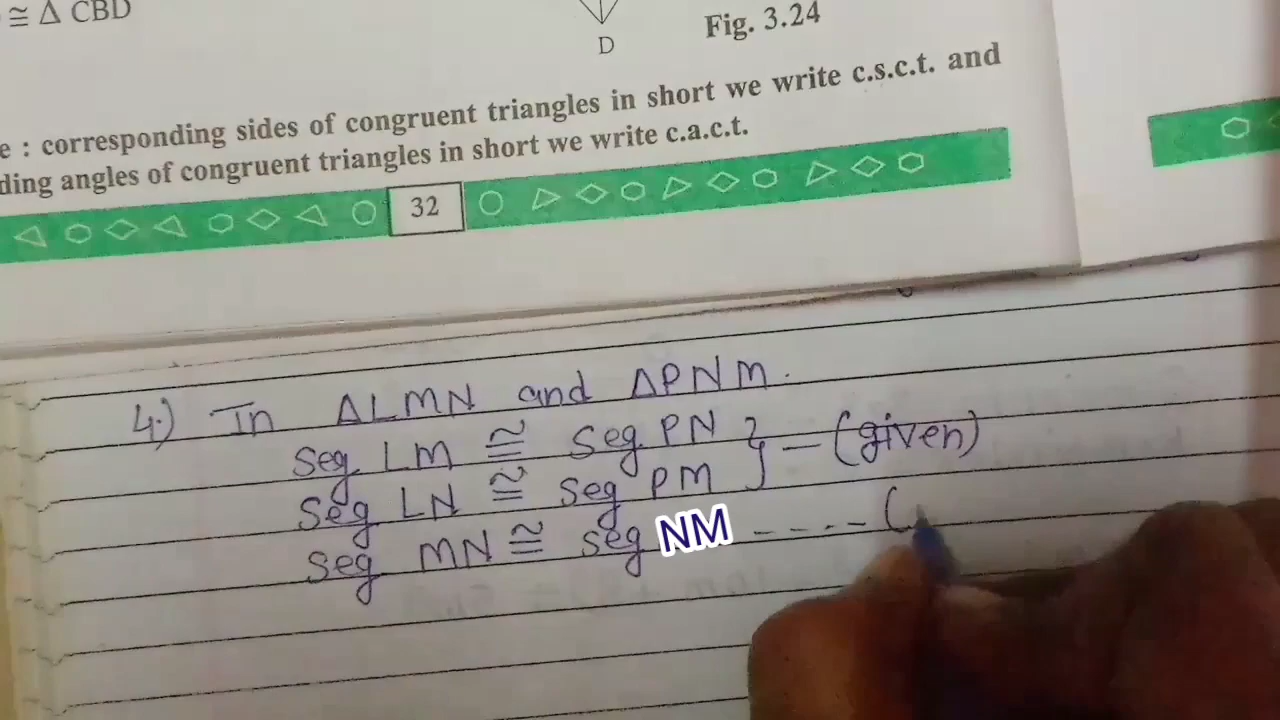 ≅ Δ CBD
D
Fig. 3.24
e : corresponding sides of congruent triangles in short we write c.s.c.t. and
ding angles of congruent triangles in short we write c.a.c.t.
32
4.) In ΔLMN and ΔPNM.
seg LM ≅ seg PN } — (given)
seg LN ≅ seg PM
seg MN ≅ seg NM ---- (